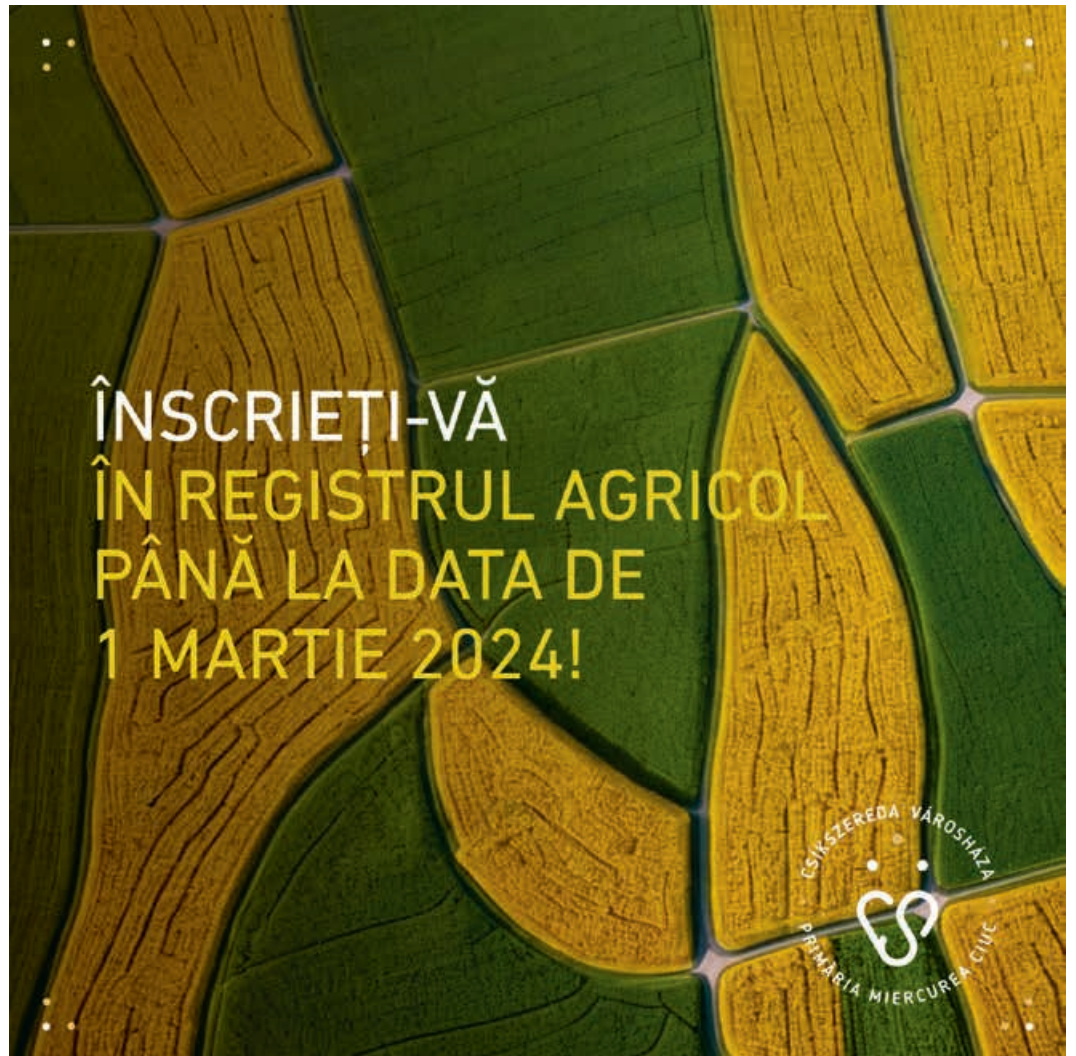 ÎNSCRIEȚI-VĂ
ÎN REGISTRUL AGRICOL
PÂNĂ LA DATA DE
1 MARTIE 2024!
CSÍKSZEREDA VÁROSHÁZA
PRIMĂRIA MIERCUREA CIUC